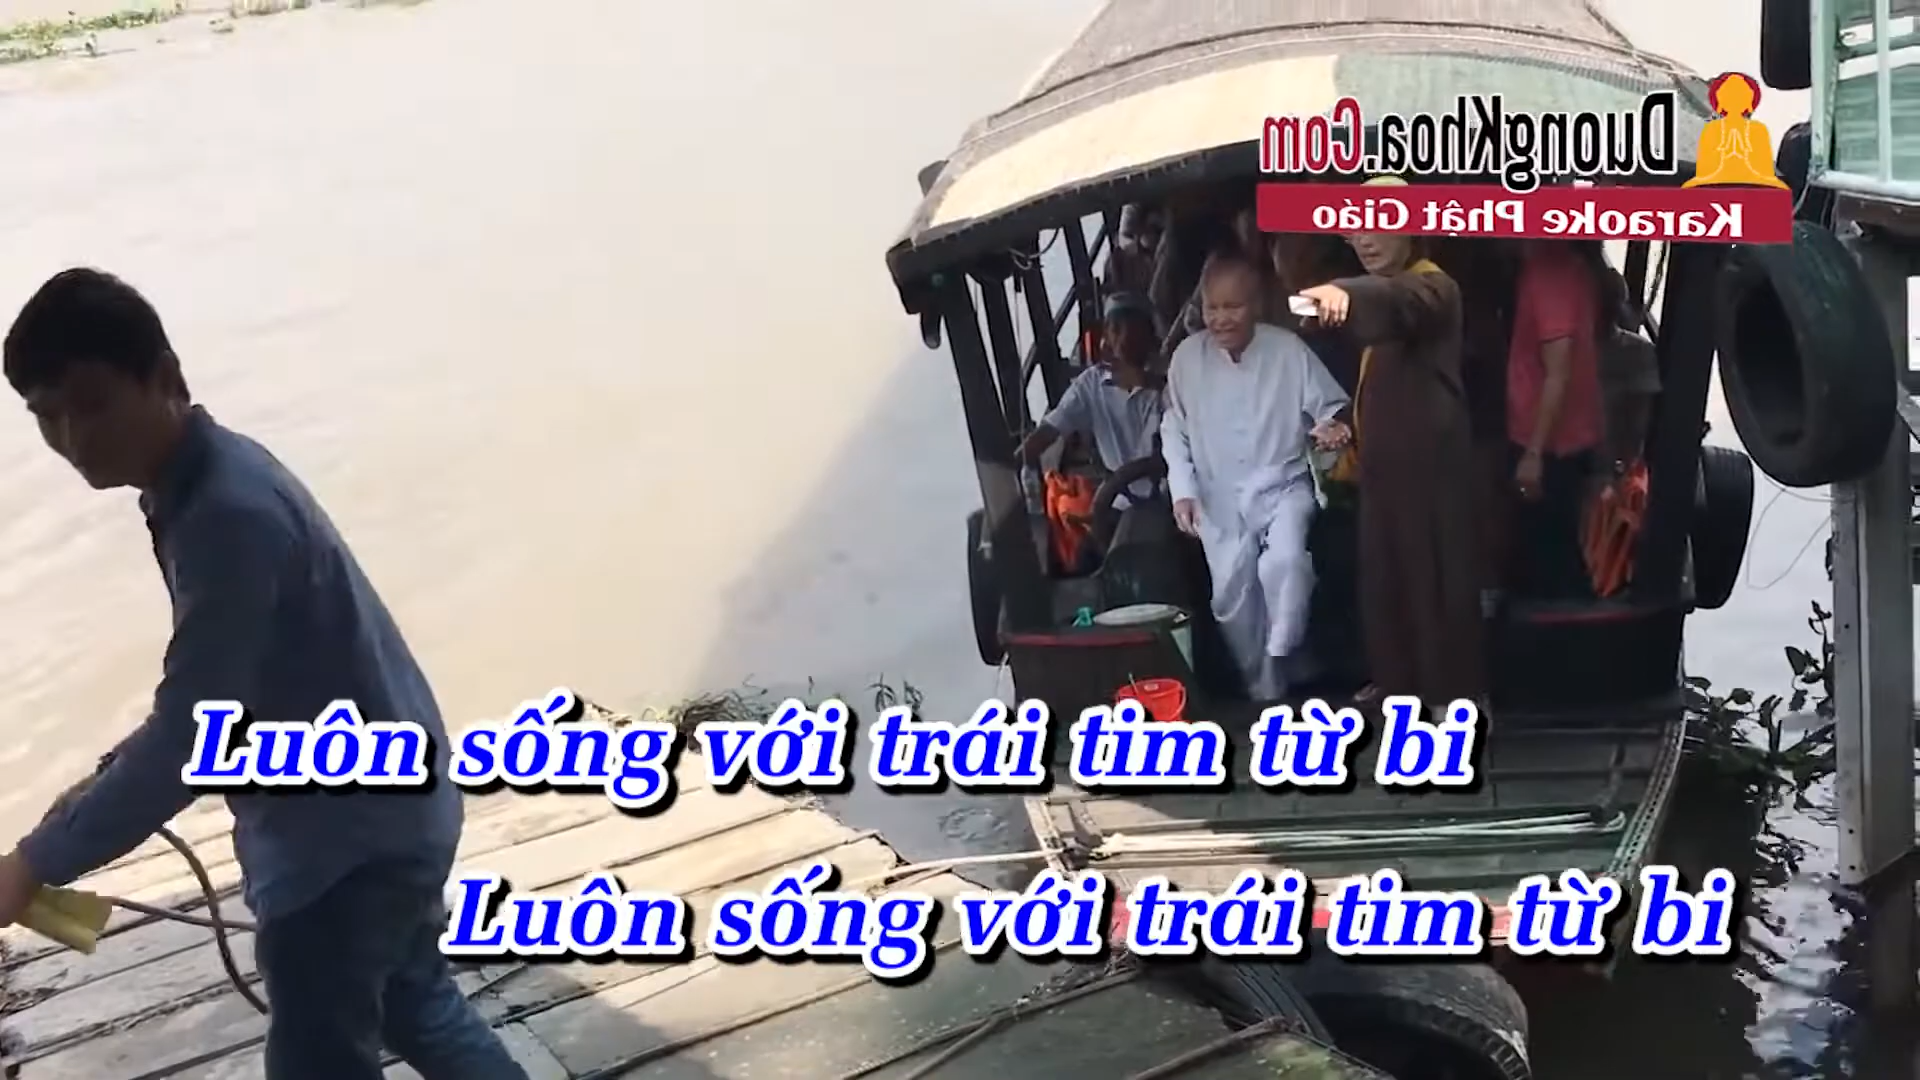 DuongKhoa.Com
Karaoke Phật Giáo
Luôn sống với trái tim từ bi
Luôn sống với trái tim từ bi